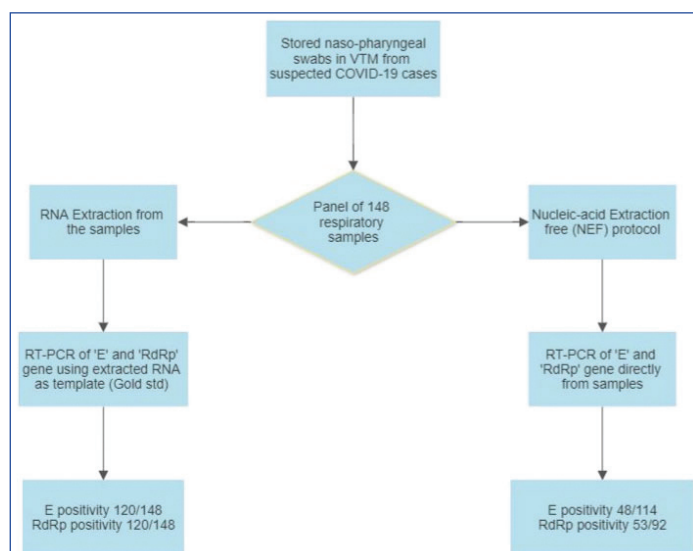 Stored naso-pharyngeal
swabs in VTM from
suspected COVID-19 cases
Panel of 148
respiratory
samples
RNA Extraction from
the samples
Nucleic-acid Extraction
free (NEF) protocol
RT-PCR of 'E' and 'RdRp'
gene using extracted RNA
as template (Gold std)
RT-PCR of 'E' and
'RdRp' gene directly
from samples
E positivity 120/148
RdRp positivity 120/148
E positivity 48/114
RdRp positivity 53/92